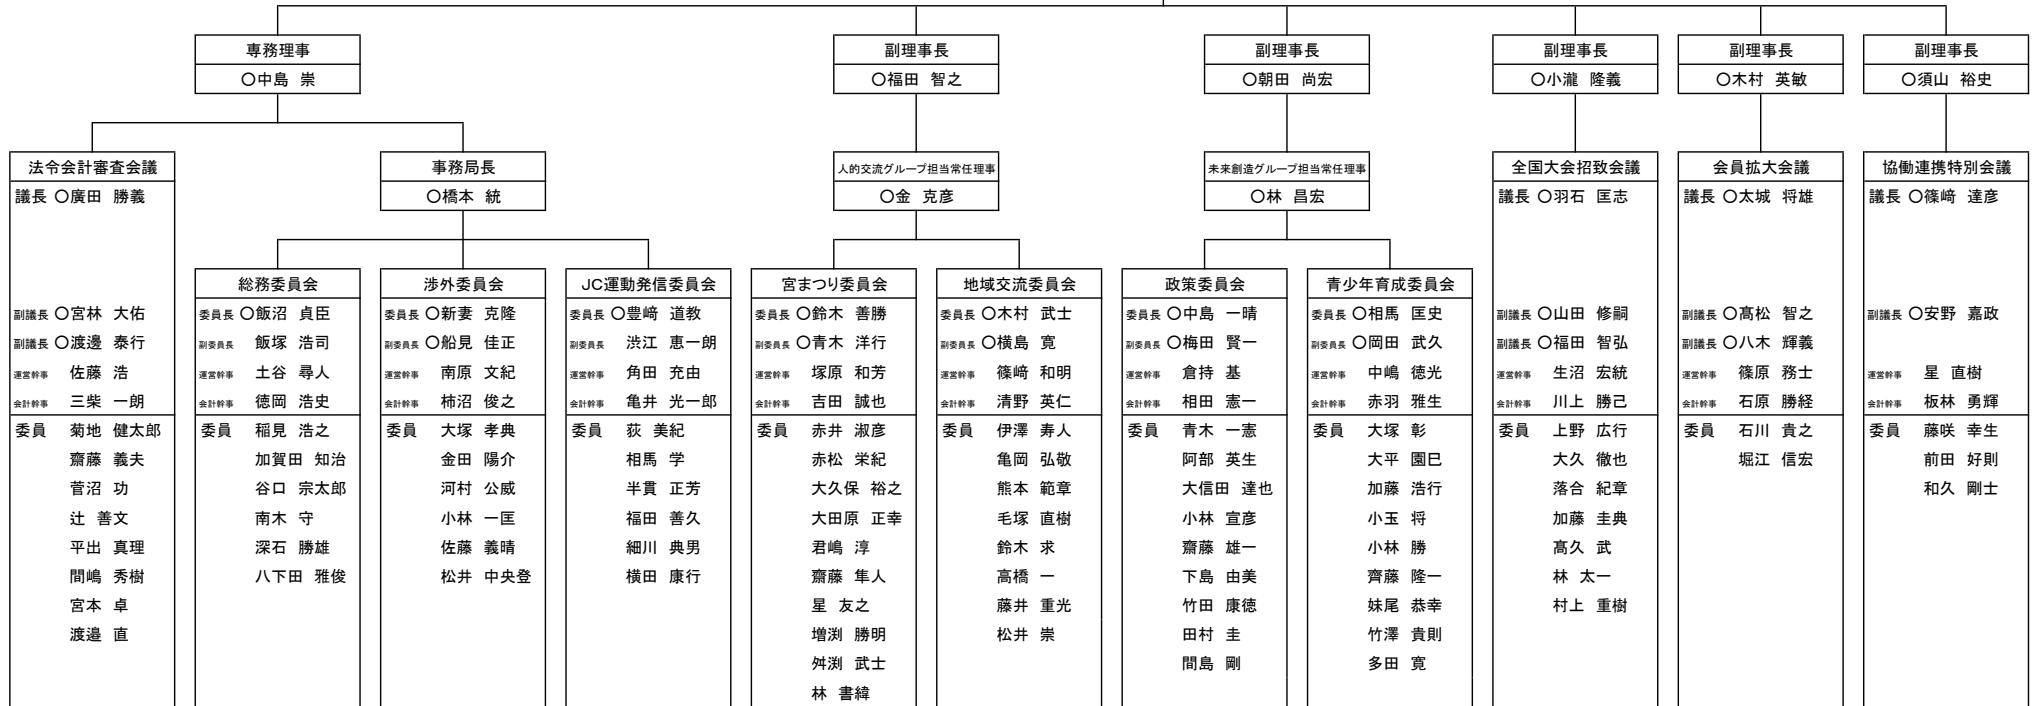 専務理事
〇中島 崇
副理事長
〇福田 智之
副理事長
〇朝田 尚宏
副理事長
〇小瀧 隆義
副理事長
〇木村 英敏
副理事長
〇須山 裕史
法令会計審査会議
議長 〇廣田 勝義
副議長 〇宮林 大佑
副議長 〇渡邊 泰行
運営幹事 佐藤 浩
会計幹事 三柴 一朗
委員 菊地 健太郎
齋藤 義夫
菅沼 功
辻 善文
平出 真理
間嶋 秀樹
宮本 卓
渡邉 直
事務局長
〇橋本 統
総務委員会
委員長 〇飯沼 貞臣
副委員長 飯塚 浩司
運営幹事 土谷 尋人
会計幹事 徳岡 浩史
委員 稲見 浩之
加賀田 知治
谷口 宗太郎
南木 守
深石 勝雄
八下田 雅俊
渉外委員会
委員長 〇新妻 克隆
副委員長 〇船見 佳正
運営幹事 南原 文紀
会計幹事 柿沼 俊之
委員 大塚 孝典
金田 陽介
河村 公威
小林 一匡
佐藤 義晴
松井 中央登
JC運動発信委員会
委員長 〇豊﨑 道教
副委員長 渋江 恵一朗
運営幹事 角田 充由
会計幹事 亀井 光一郎
委員 荻 美紀
相馬 学
半貫 正芳
福田 善久
細川 典男
横田 康行
人的交流グループ担当常任理事
〇金 克彦
宮まつり委員会
委員長 〇鈴木 善勝
副委員長 〇青木 洋行
運営幹事 塚原 和芳
会計幹事 吉田 誠也
委員 赤井 淑彦
赤松 栄紀
大久保 裕之
大田原 正幸
君嶋 淳
齋藤 隼人
星 友之
増渕 勝明
舛渕 武士
林 書緯
地域交流委員会
委員長 〇木村 武士
副委員長 〇横島 寛
運営幹事 篠﨑 和明
会計幹事 清野 英仁
委員 伊澤 寿人
亀岡 弘敬
熊本 範章
毛塚 直樹
鈴木 求
高橋 一
藤井 重光
松井 崇
未来創造グループ担当常任理事
〇林 昌宏
政策委員会
委員長 〇中島 一晴
副委員長 〇梅田 賢一
運営幹事 倉持 基
会計幹事 相田 憲一
委員 青木 一憲
阿部 英生
大信田 達也
小林 宣彦
齋藤 雄一
下島 由美
竹田 康徳
田村 圭
間島 剛
青少年育成委員会
委員長 〇相馬 匡史
副委員長 〇岡田 武久
運営幹事 中嶋 徳光
会計幹事 赤羽 雅生
委員 大塚 彰
大平 園巳
加藤 浩行
小玉 将
小林 勝
齊藤 隆一
妹尾 恭幸
竹澤 貴則
多田 寛
全国大会招致会議
議長 〇羽石 匡志
副議長 〇山田 修嗣
副議長 〇福田 智弘
運営幹事 生沼 宏統
会計幹事 川上 勝己
委員 上野 広行
大久 徹也
落合 紀章
加藤 圭典
髙久 武
林 太一
村上 重樹
会員拡大会議
議長 〇太城 将雄
副議長 〇髙松 智之
副議長 〇八木 輝義
運営幹事 篠原 務士
会計幹事 石原 勝経
委員 石川 貴之
堀江 信宏
協働連携特別会議
議長 〇篠﨑 達彦
副議長 〇安野 嘉政
運営幹事 星 直樹
会計幹事 板林 勇輝
委員 藤咲 幸生
前田 好則
和久 剛士